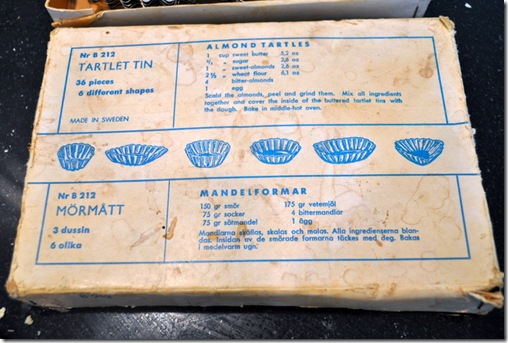 Nr B 212
TARTLET TIN
36 pieces
6 different shapes
MADE IN SWEDEN
ALMOND TARTLES
1 cup sweet butter 5,2 oz
" sugar 2,6 oz
1 " sweet-almonds 2,6 oz
2½ " wheat flour 6,1 oz
4 bitter-almonds
1 egg
Scald the almonds, peel and grind them. Mix all ingredients
together and cover the inside of the buttered tartlet tins with
the dough. Bake in middle-hot oven.
Nr B 212
MÖRMÅTT
3 dussin
6 olika
MANDELFORMAR
150 gr smör 175 gr vetemjöl
75 gr socker 4 bittermandlar
75 gr sötmandel 1 ägg
Mandlarna skållas, skalas och malas. Alla ingredienserna blan-
das. Insidan av de smörade formarna täckes med deg. Bakas
i medelvarm ugn.